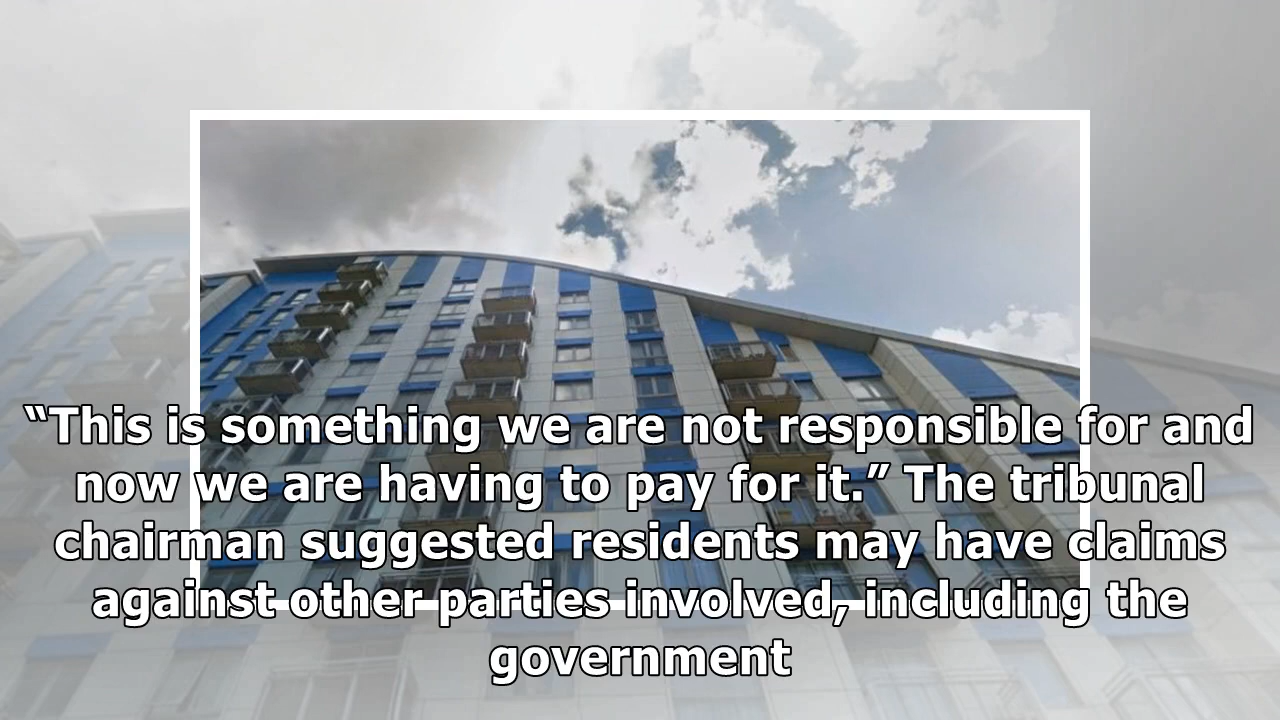 “This is something we are not responsible for and
now we are having to pay for it.” The tribunal
chairman suggested residents may have claims
against other parties involved, including the
government